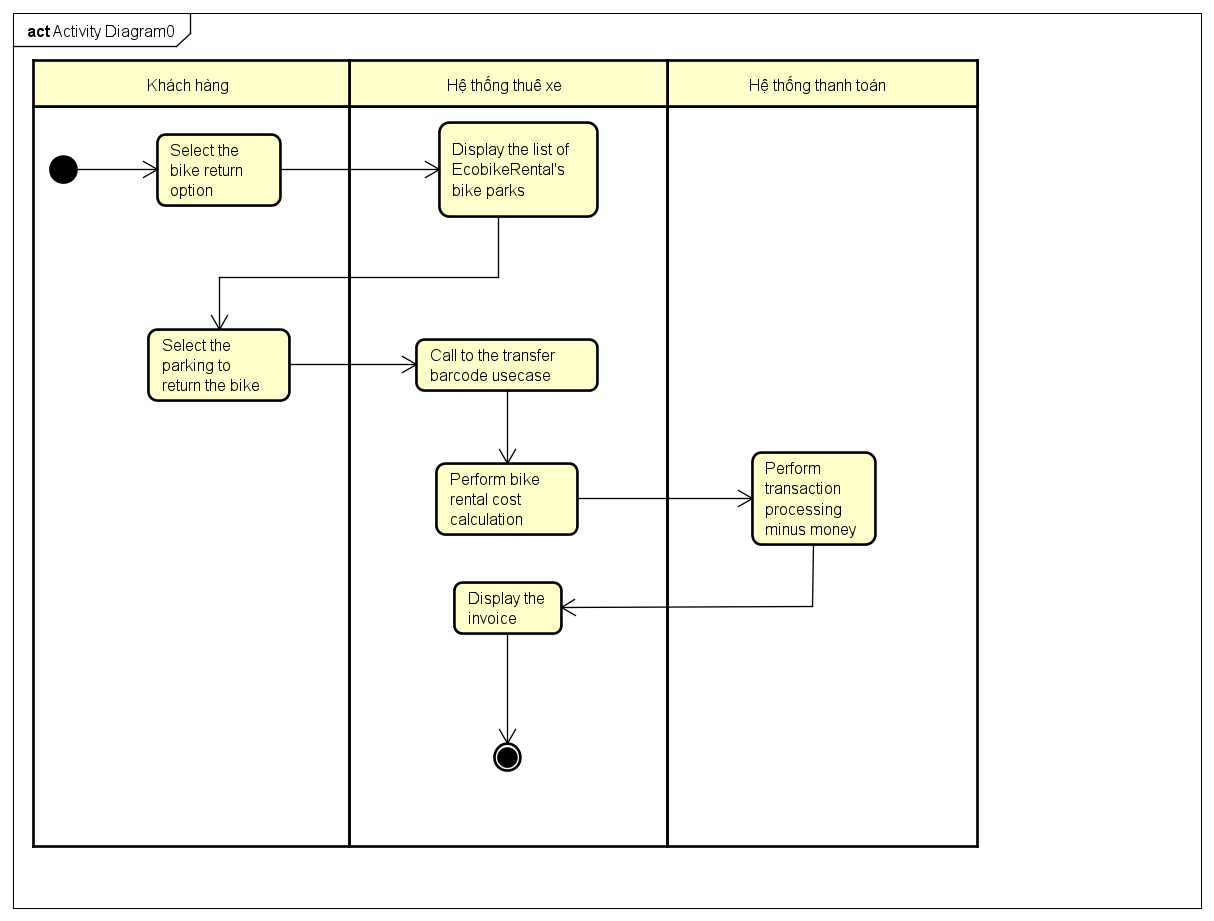 act Activity Diagram0
Khách hàng
Hệ thống thuê xe
Hệ thống thanh toán
Select the
bike return
option
Display the list of
EcobikeRental's
bike parks
Select the
parking to
return the bike
Call to the transfer
barcode usecase
Perform bike
rental cost
calculation
Perform
transaction
processing
minus money
Display the
invoice